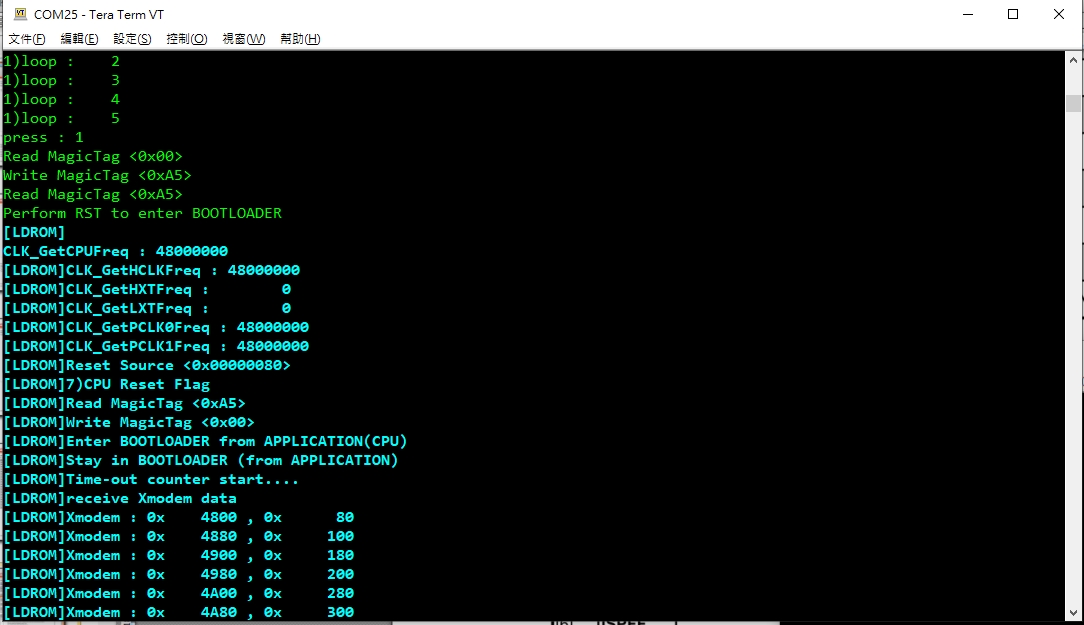 COM25 - Tera Term VT
文件(F) 編輯(E) 設定(S) 控制(O) 視窗(W) 幫助(H)
1)loop :    2
1)loop :    3
1)loop :    4
1)loop :    5
press : 1
Read MagicTag <0x00>
Write MagicTag <0xA5>
Read MagicTag <0xA5>
Perform RST to enter BOOTLOADER
[LDROM]
CLK_GetCPUFreq : 48000000
[LDROM]CLK_GetHCLKFreq : 48000000
[LDROM]CLK_GetHXTFreq :        0
[LDROM]CLK_GetLXTFreq :        0
[LDROM]CLK_GetPCLK0Freq : 48000000
[LDROM]CLK_GetPCLK1Freq : 48000000
[LDROM]Reset Source <0x00000080>
[LDROM]7)CPU Reset Flag
[LDROM]Read MagicTag <0xA5>
[LDROM]Write MagicTag <0x00>
[LDROM]Enter BOOTLOADER from APPLICATION(CPU)
[LDROM]Stay in BOOTLOADER (from APPLICATION)
[LDROM]Time-out counter start....
[LDROM]receive Xmodem data
[LDROM]Xmodem : 0x    4800 , 0x      80
[LDROM]Xmodem : 0x    4880 , 0x     100
[LDROM]Xmodem : 0x    4900 , 0x     180
[LDROM]Xmodem : 0x    4980 , 0x     200
[LDROM]Xmodem : 0x    4A00 , 0x     280
[LDROM]Xmodem : 0x    4A80 , 0x     300